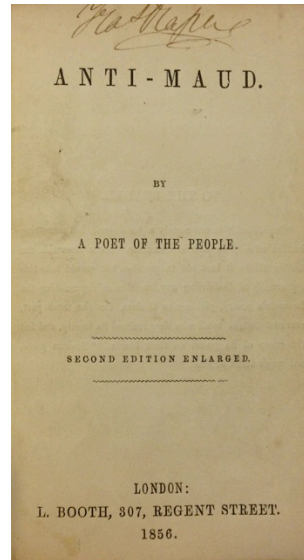 ANTI-MAUD.
BY
A POET OF THE PEOPLE.
SECOND EDITION ENLARGED.
LONDON:
L. BOOTH, 307, REGENT STREET.
1856.